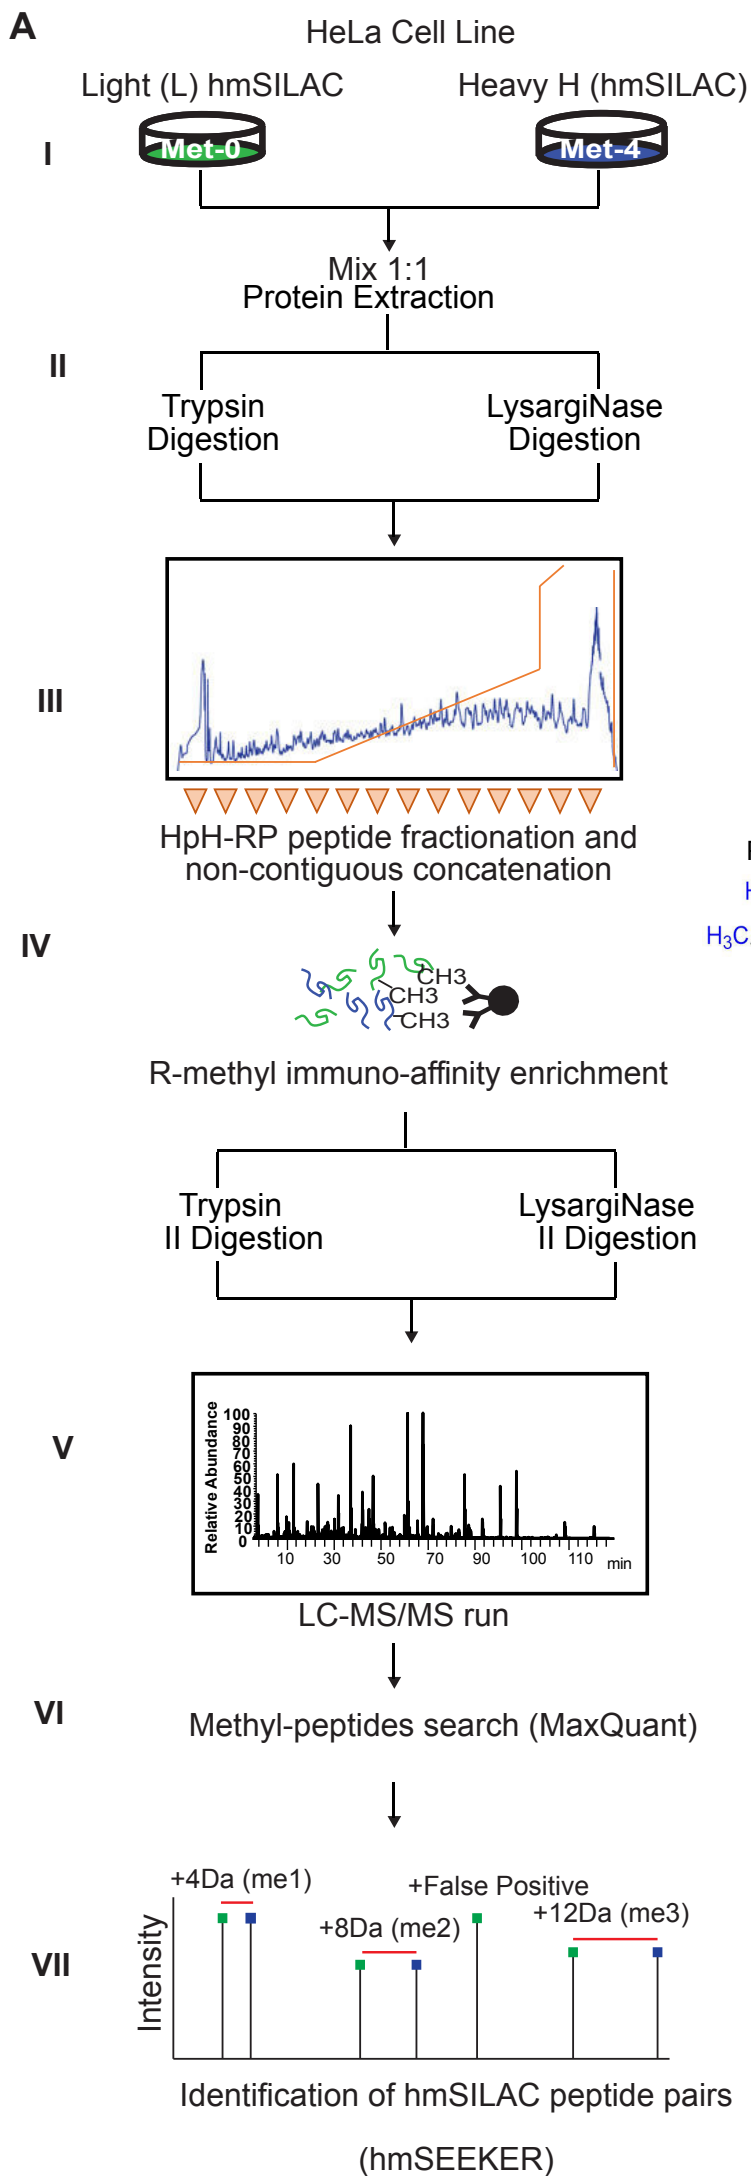 A
HeLa Cell Line
Light (L) hmSILAC
Heavy H (hmSILAC)
I
Met-0
Met-4
Mix 1:1
Protein Extraction
II
Trypsin
Digestion
LysargiNase
Digestion
III
HpH-RP peptide fractionation and
non-contiguous concatenation
IV
CH3
CH3
CH3
H
H₃C
R-methyl immuno-affinity enrichment
Trypsin
II Digestion
LysargiNase
II Digestion
V
Relative Abundance
100
90
80
70
60
50
40
30
20
10
0
10 30 50 70 90 100 110 min
LC-MS/MS run
VI
Methyl-peptides search (MaxQuant)
VII
+4Da (me1)
+8Da (me2)
+False Positive
+12Da (me3)
Intensity
Identification of hmSILAC peptide pairs
(hmSEEKER)